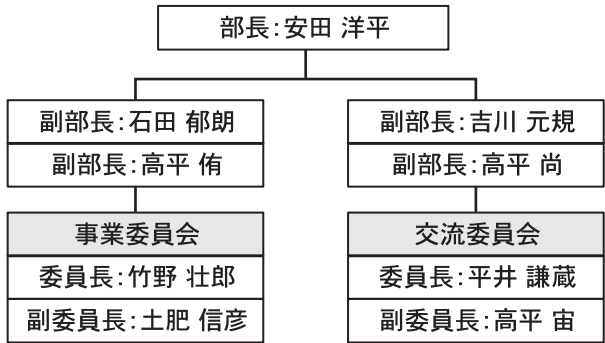 部長:安田 洋平
副部長:石田 郁朗
副部長:高平 侑
事業委員会
委員長:竹野 壮郎
副委員長:土肥 信彦
副部長:吉川 元規
副部長:高平 尚
交流委員会
委員長:平井 謙蔵
副委員長:高平 宙